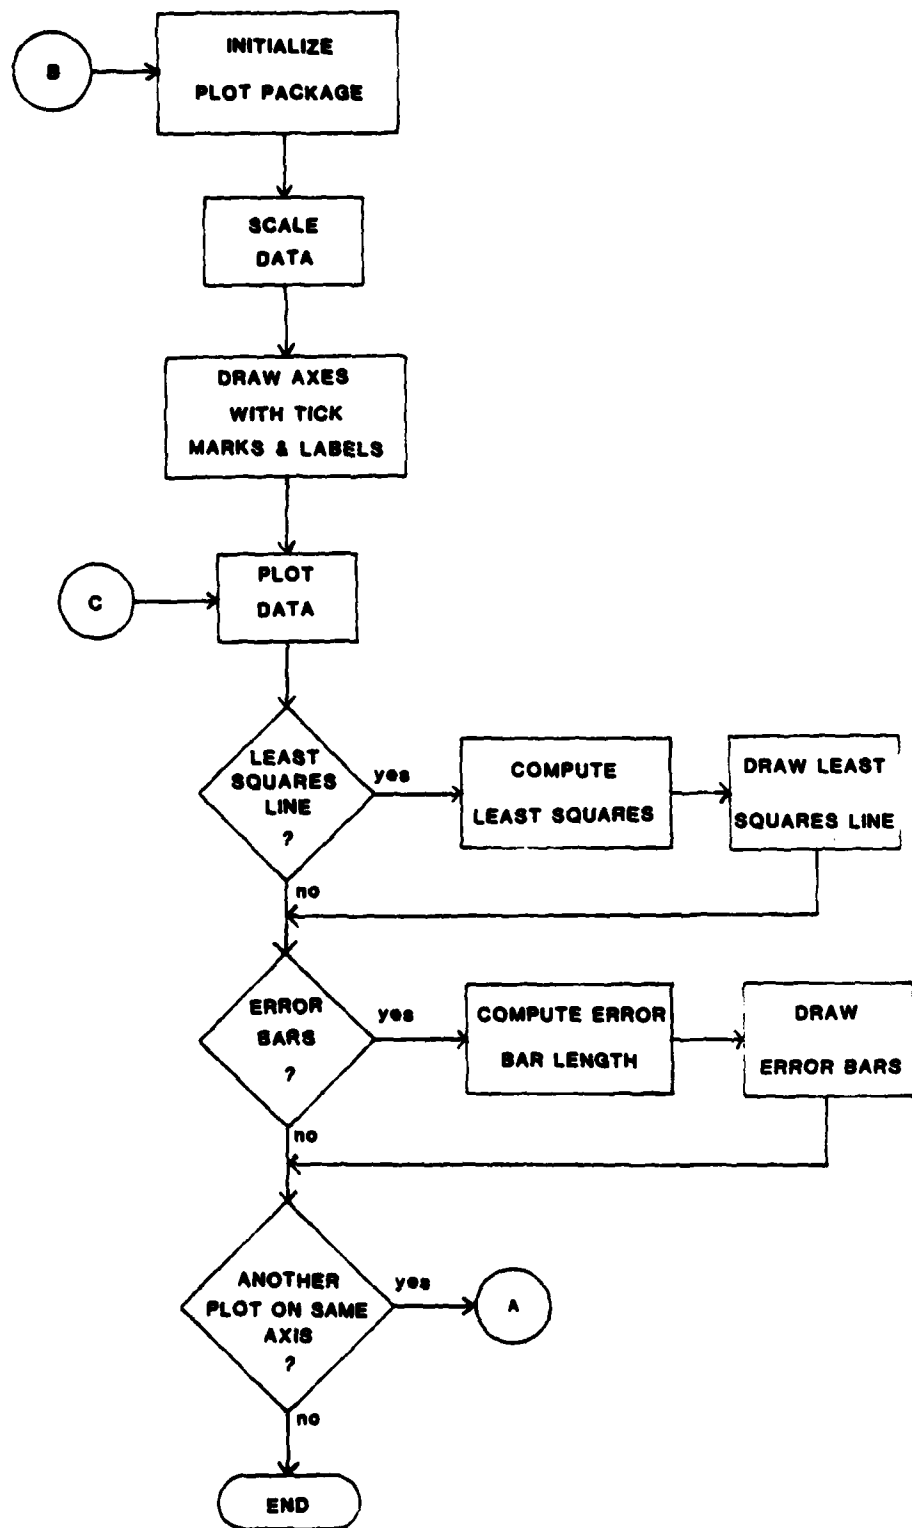 B
INITIALIZE
PLOT PACKAGE
SCALE
DATA
DRAW AXES
WITH TICK
MARKS & LABELS
C
PLOT
DATA
LEAST
SQUARES
LINE
?
yes
COMPUTE
LEAST SQUARES
DRAW LEAST
SQUARES LINE
no
ERROR
BARS
?
yes
COMPUTE ERROR
BAR LENGTH
DRAW
ERROR BARS
no
ANOTHER
PLOT ON SAME
AXIS
?
yes
A
no
END